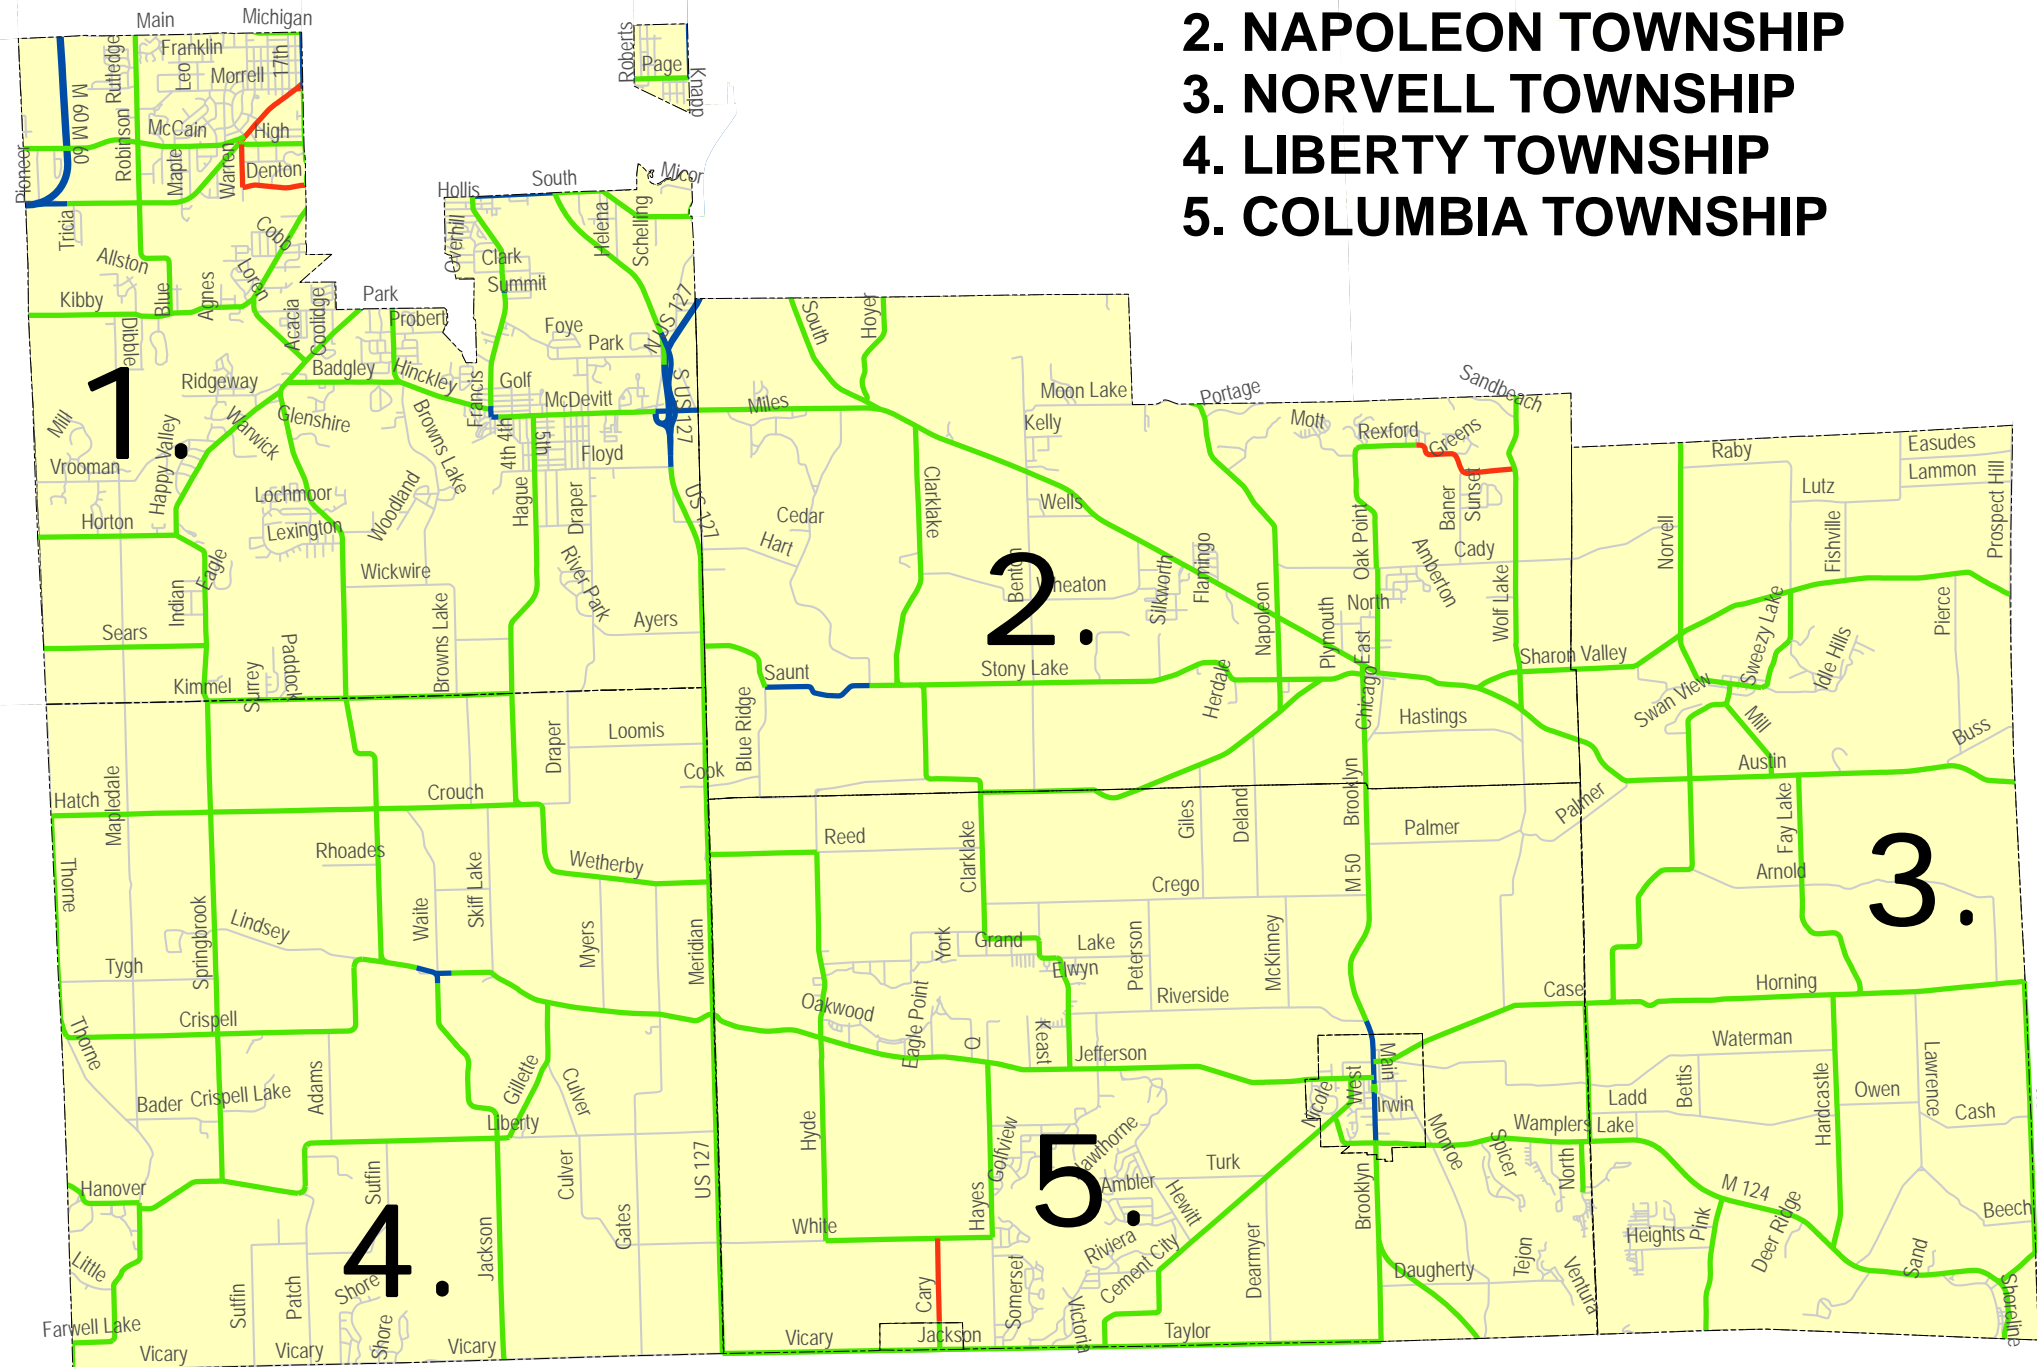 2. NAPOLEON TOWNSHIP
3. NORVELL TOWNSHIP
4. LIBERTY TOWNSHIP
5. COLUMBIA TOWNSHIP
Main
Michigan
Franklin
Rutledge
Leo
Morrell
17th
M 60 M 60
Robinson
McCain
High
Maple
Warren
Denton
Pioneer
Tricia
Cobb
Allston
Loren
Kibby
Blue
Agnes
Dibble
Acacia
Coolidge
Park
Probert
Roberts
Page
Knapp
Hollis
South
Micor
Overhill
Clark
Summit
Helena
Schelling
Foye
Park
N US 127
S US 127
Ridgeway
Badgley
Hinckley
Francis
Golf
McDevitt
1.
Mill
Happy Valley
Warwick
Glenshire
Browns Lake
4th 4th
5th
Floyd
Vrooman
Lochmoor
Woodland
Hague
Draper
US 127
Horton
Lexington
Eagle
Indian
Wickwire
River Park
Browns Lake
Ayers
Sears
Paddock
Surrey
Kimmel
South
Hoyer
Miles
Moon Lake
Kelly
Portage
Mott
Rexford
Greens
Sandbeach
Clarklake
Wells
Cedar
Hart
Oak Point
Baner
Sunset
Cady
Benton
Wheaton
Silkworth
Flamingo
Amberton
2.
Napoleon
North
Wolf Lake
Plymouth
East
Saunt
Stony Lake
Herdale
Chicago
Sharon Valley
Blue Ridge
Hastings
Raby
Easudes
Lammon
Lutz
Prospect Hill
Norvell
Fishville
Pierce
Sweezy Lake
Idle Hills
Swan View
Mill
Buss
Austin
Draper
Loomis
Cook
Mapledale
Hatch
Crouch
Rhoades
Wetherby
Thorne
Springbrook
Lindsey
Waite
Skiff Lake
Myers
Meridian
Tygh
Crispell
Reed
Clarklake
Giles
Deland
Brooklyn
Palmer
Palmer
Fay Lake
Arnold
3.
Crego
M 50
York
Grand
Lake
Elwyn
Peterson
McKinney
Oakwood
Eagle Point
Riverside
Case
Horning
Q
Keast
Jefferson
Main
Waterman
Thorne
Adams
Gillette
Culver
Bader
Crispell Lake
Liberty
Hyde
Golfview
Hawthorne
Nicole
West
Irwin
Monroe
Wamplers Lake
Ladd
Bettis
Hardcastle
Owen
Lawrence
Cash
Spicer
North
Turk
5.
Ambler
Hewitt
Hanover
Sutfin
Culver
US 127
Hayes
Brooklyn
M 124
Beech
4.
Jackson
Gates
White
Riviera
Cement City
Heights
Pink
Deer Ridge
Little
Sutfin
Patch
Shore
Shore
Cary
Somerset
Victoria
Dearmyer
Daugherty
Tejon
Ventura
Sand
Shoreline
Farwell Lake
Vicary
Vicary
Vicary
Vicary
Jackson
Taylor